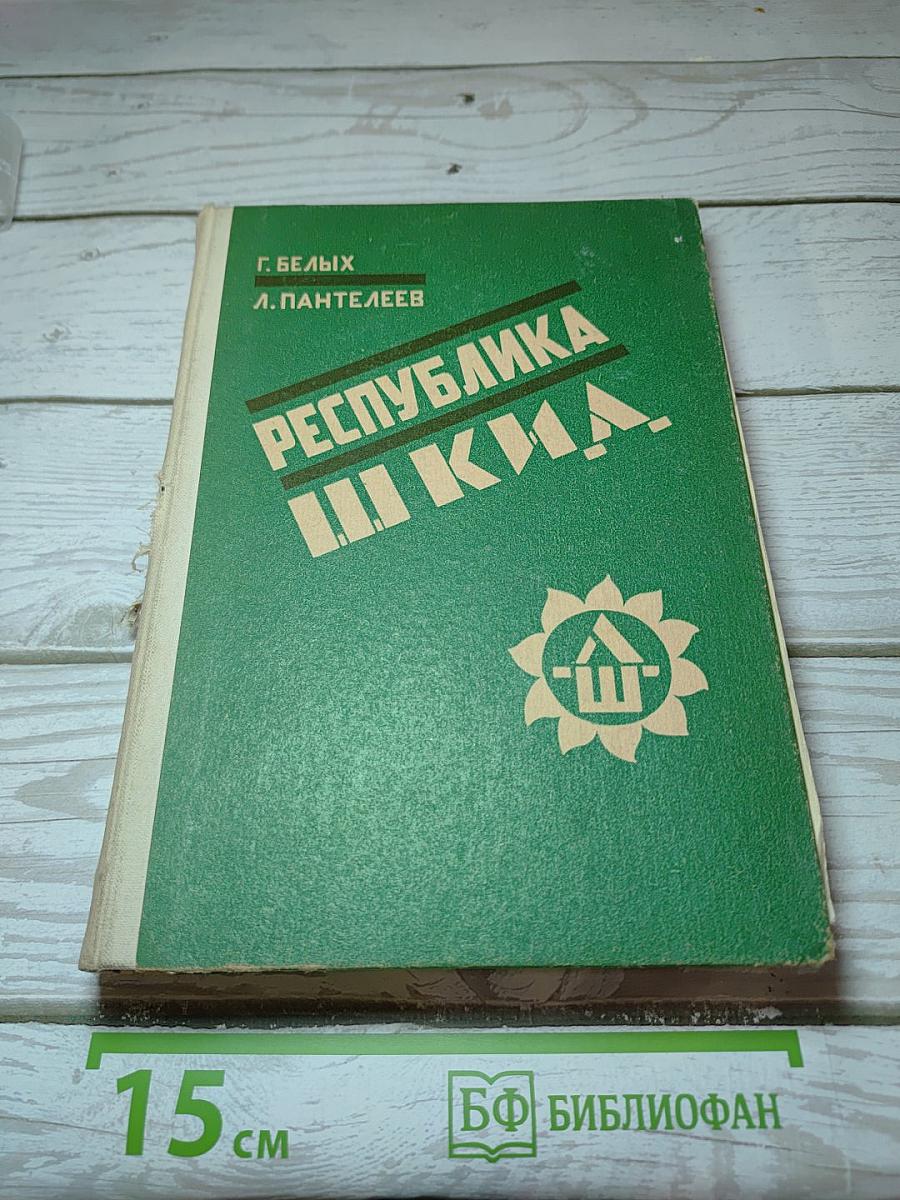 Г. БЕЛЫХ
Л. ПАНТЕЛЕЕВ
РЕСПУБЛИКА
ШКИД
Д
"Ш"
15 см
БФ БИБЛИОФАН